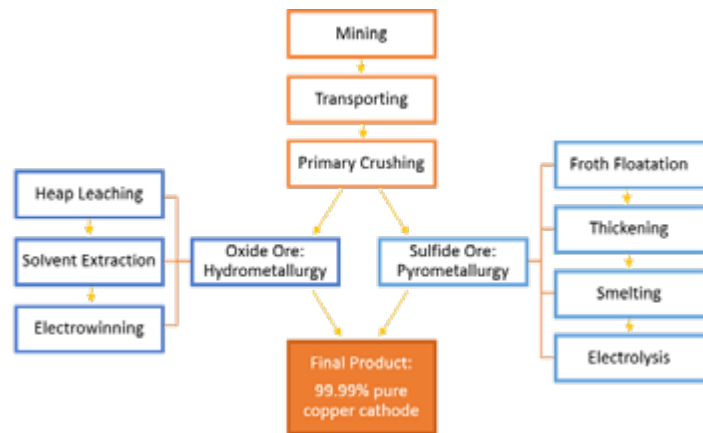 Mining
Transporting
Primary Crushing
Heap Leaching
Solvent Extraction
Electrowinning
Oxide Ore:
Hydrometallurgy
Sulfide Ore:
Pyrometallurgy
Froth Floatation
Thickening
Smelting
Electrolysis
Final Product:
99.99% pure
copper cathode